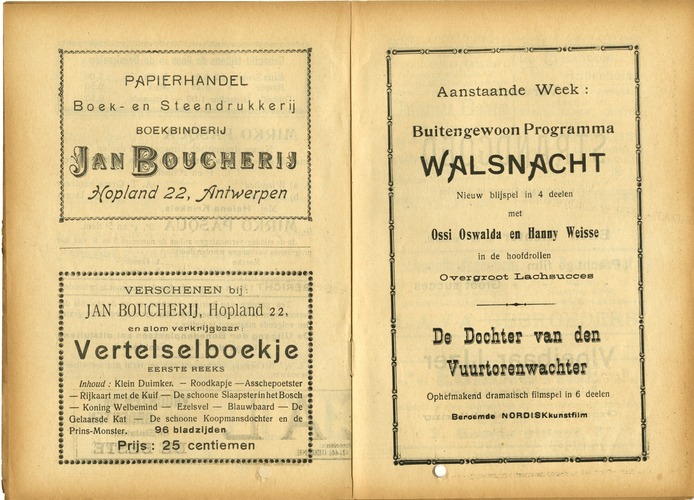 PAPIERHANDEL
Boek- en Steendrukkerij
BOEKBINDERIJ
JAN BOUCHERIJ
Hopland 22, Antwerpen
VERSCHENEN bij:
JAN BOUCHERIJ, Hopland 22,
en alom verkrijgbaar:
Vertelselboekje
EERSTE REEKS
Inhoud : Klein Duimker. — Roodkapje — Asschepoetster
— Rijkaart met de Kuif — De schoone Slaapster in het Bosch
— Koning Welbemind — Ezelsvel — Blauwbaard — De
Gelaarsde Kat — De schoone Koopmansdochter en de
Prins-Monster. 96 bladzijden
Prijs : 25 centiemen
Aanstaande Week :
Buitengewoon Programma
WALSNACHT
Nieuw blijspel in 4 deelen
met
Ossi Oswalda en Hanny Weisse
in de hoofdrollen
Overgroot Lachsucces
De Dochter van den
Vuurtorenwachter
Ophefmakend dramatisch filmspel in 6 deelen
Beroemde NORDISKkunstfilm